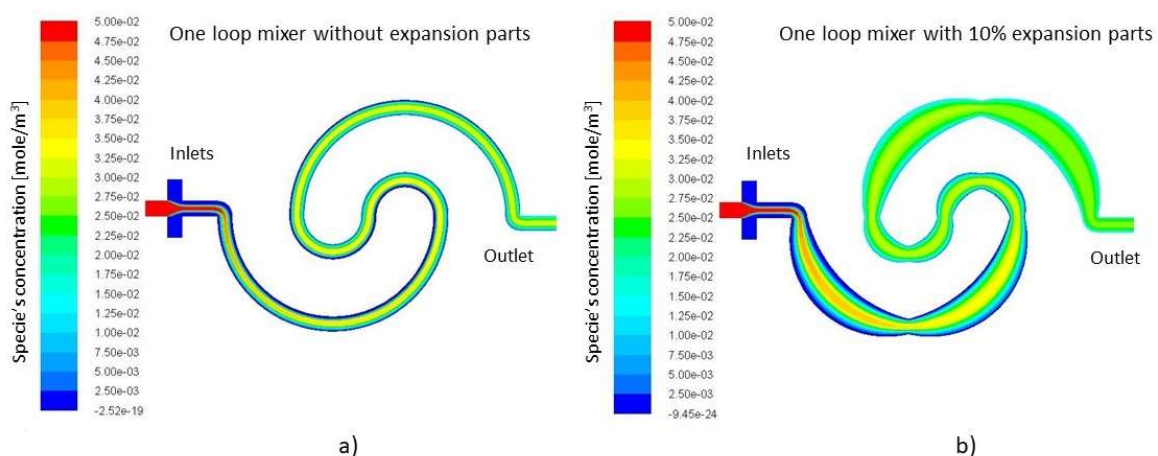 One loop mixer without expansion parts
Specie' s concentration [mole/m³]
5.00e-02
4.75e-02
4.50e-02
4.25e-02
4.00e-02
3.75e-02
3.50e-02
3.25e-02
3.00e-02
2.75e-02
2.50e-02
2.25e-02
2.00e-02
1.75e-02
1.50e-02
1.25e-02
1.00e-02
7.50e-03
5.00e-03
2.50e-03
-2.52e-19
Inlets
Outlet
a)
One loop mixer with 10% expansion parts
Specie' s concentration [mole/m³]
5.00e-02
4.75e-02
4.50e-02
4.25e-02
4.00e-02
3.75e-02
3.50e-02
3.25e-02
3.00e-02
2.75e-02
2.50e-02
2.25e-02
2.00e-02
1.75e-02
1.50e-02
1.25e-02
1.00e-02
7.50e-03
5.00e-03
2.50e-03
-9.45e-24
Inlets
Outlet
b)